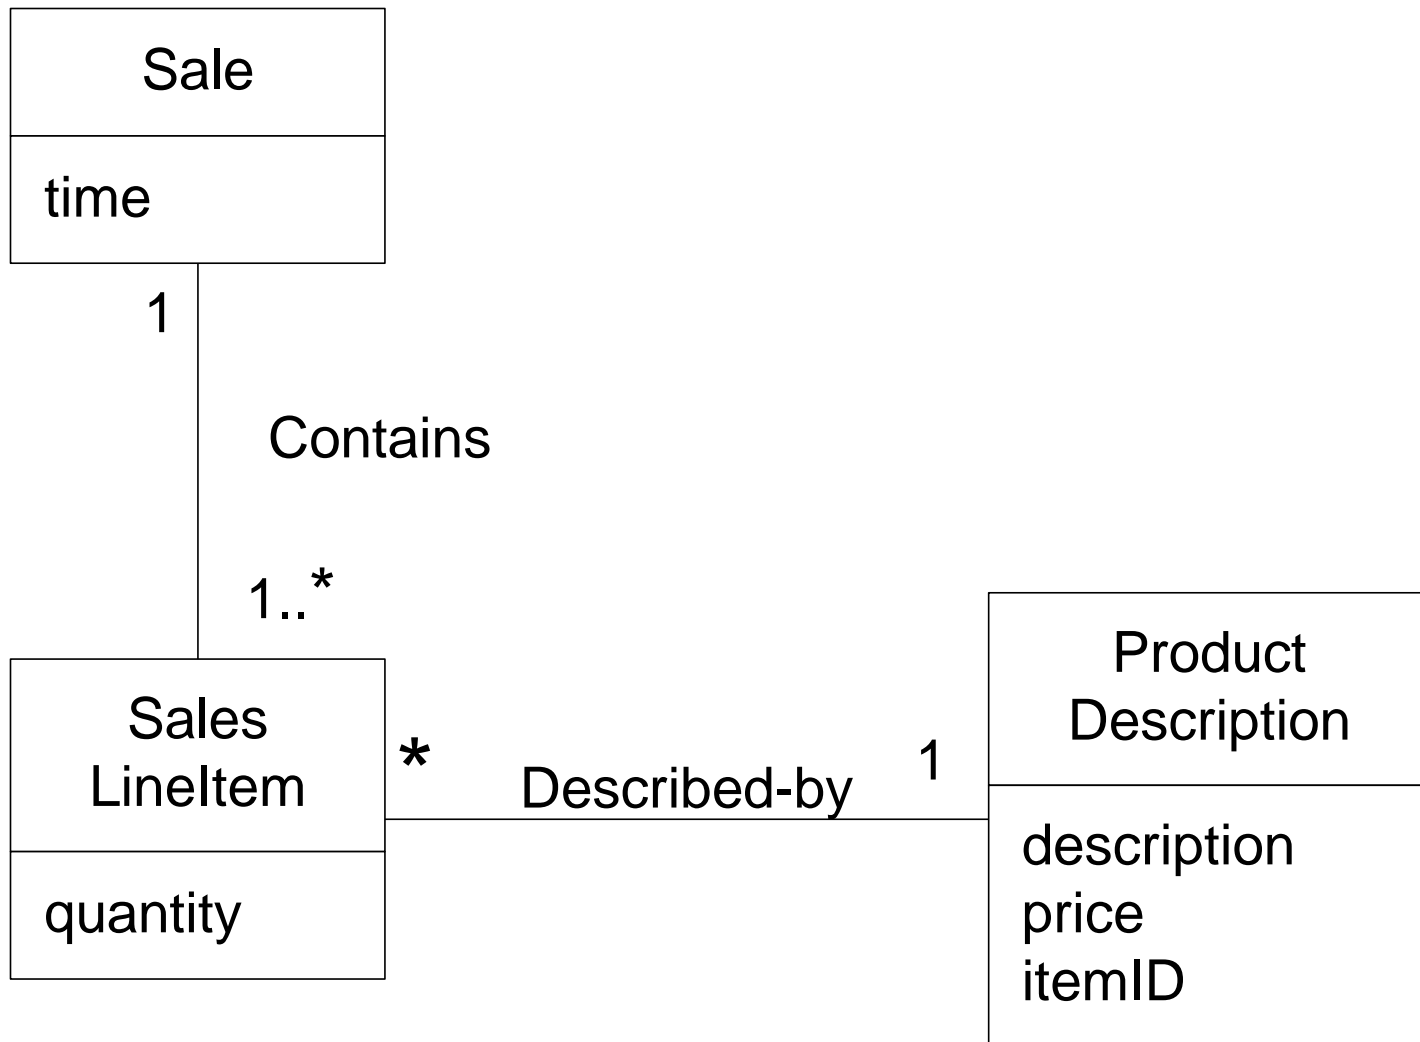 Sale
time
1
Contains
1..*
Sales
LineItem
quantity
*
Described-by
1
Product
Description
description
price
itemID